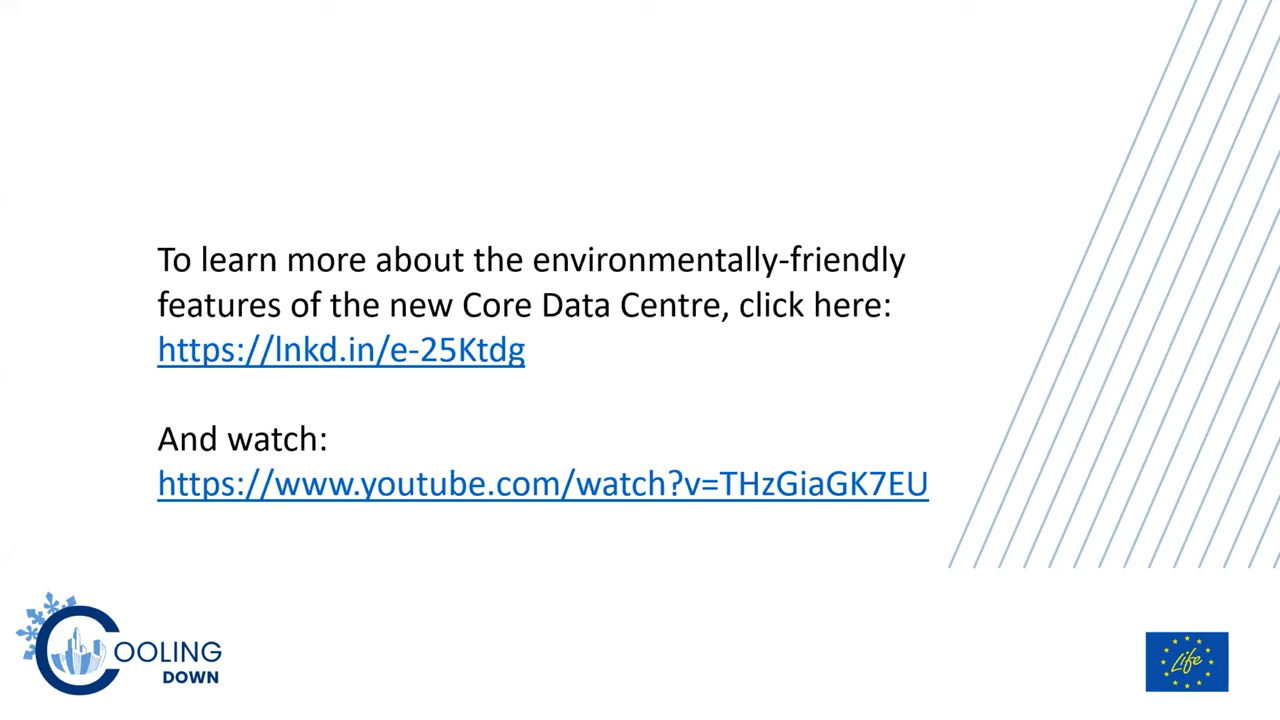 To learn more about the environmentally-friendly
features of the new Core Data Centre, click here:
https://lnkd.in/e-25Ktdg
And watch:
https://www.youtube.com/watch?v=THzGiaGK7EU
COOLING
DOWN
Life